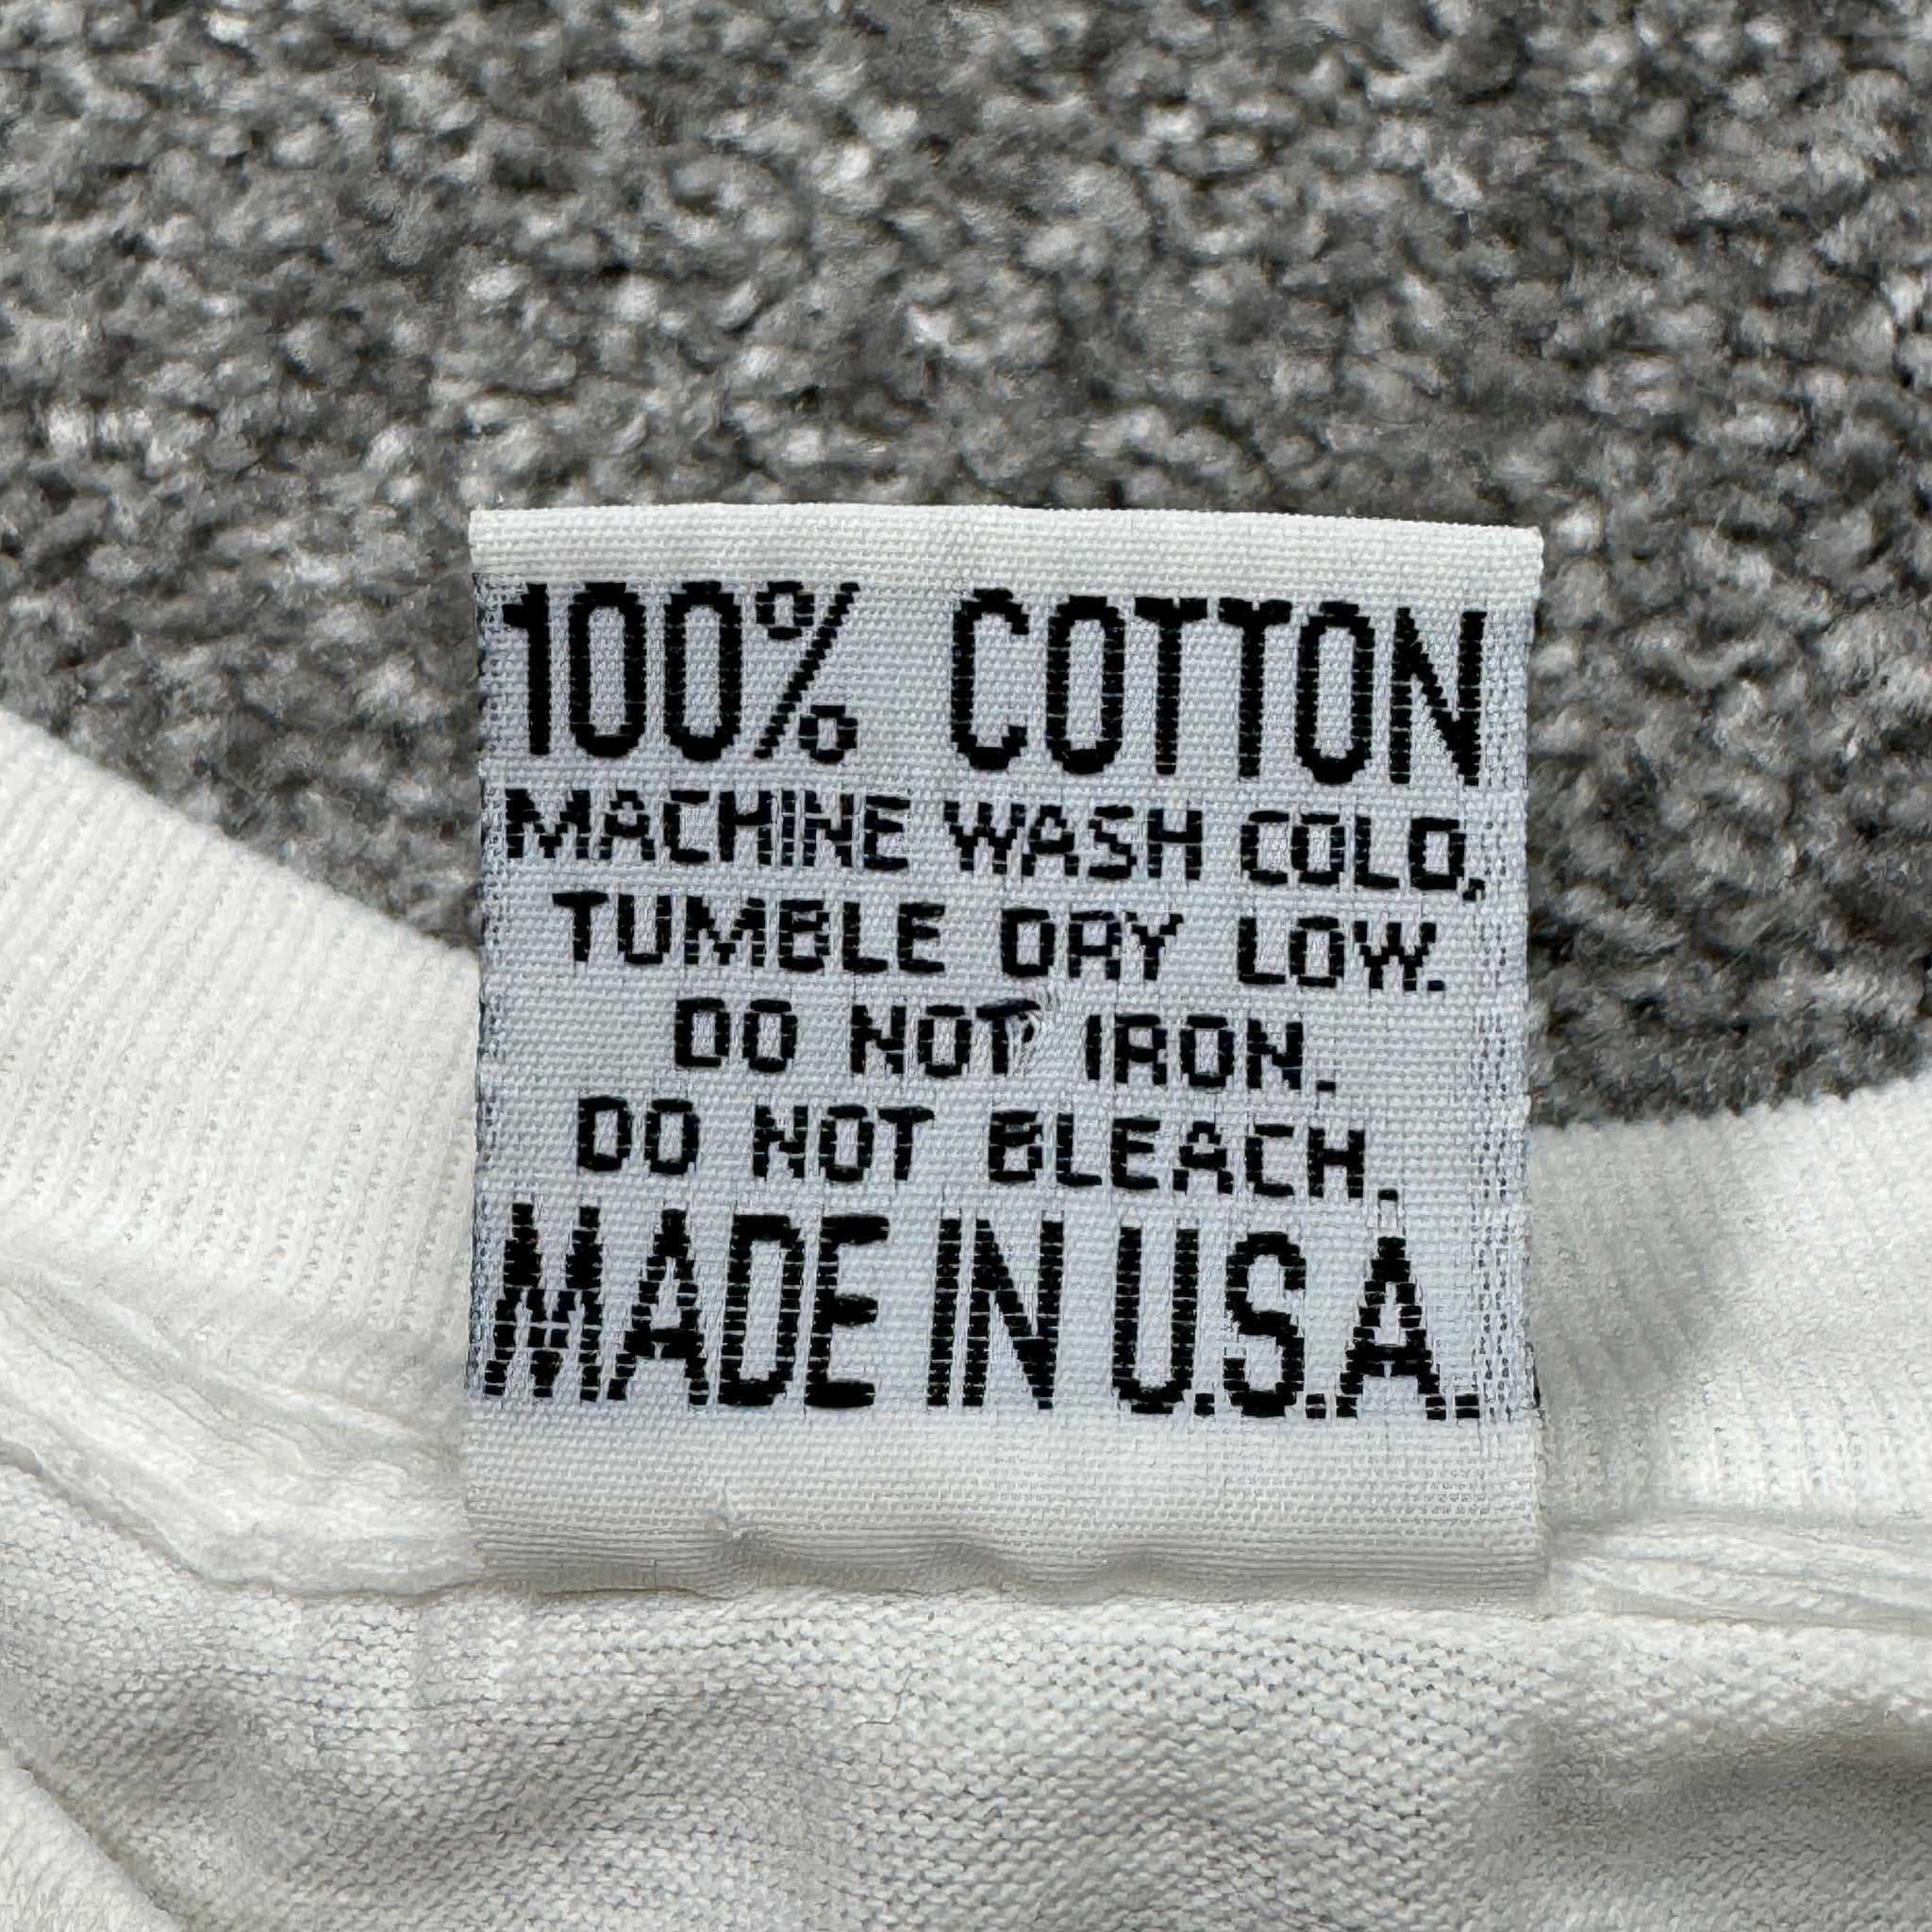 100% COTTON
MACHINE WASH COLD,
TUMBLE DRY LOW.
DO NOT IRON.
DO NOT BLEACH.
MADE IN U.S.A.